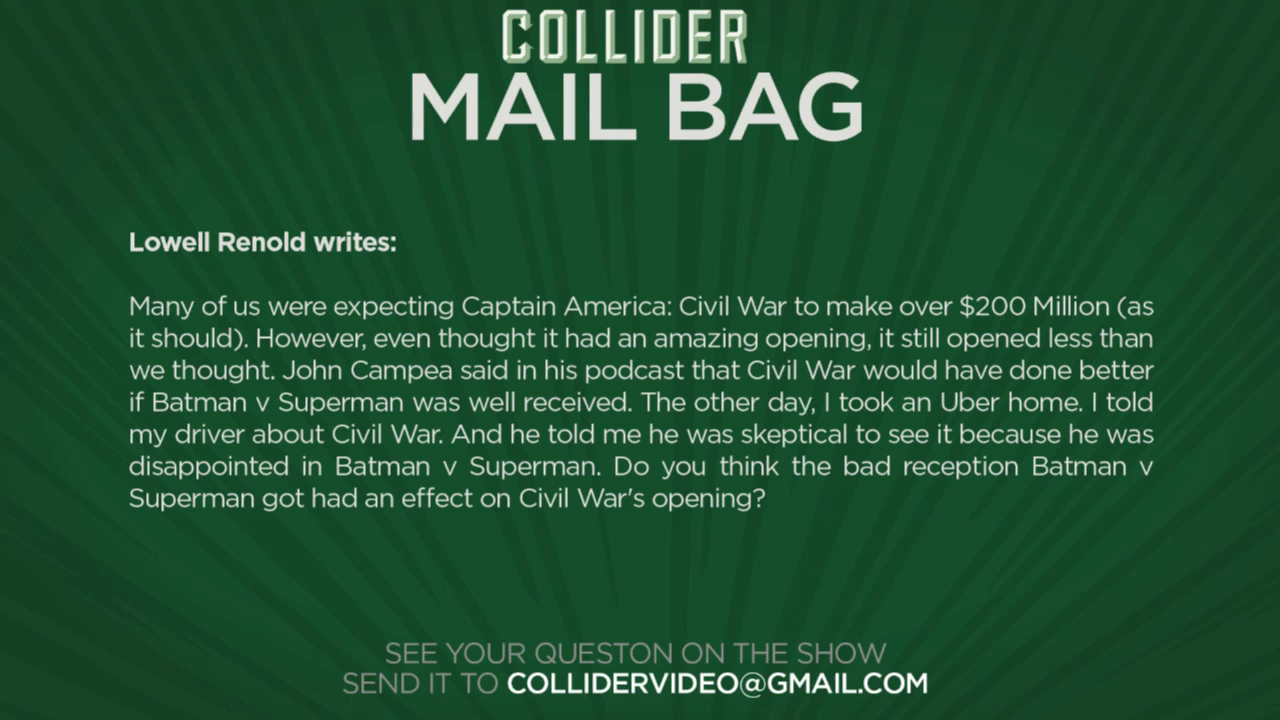 COLLIDER
MAIL BAG
Lowell Renold writes:
Many of us were expecting Captain America: Civil War to make over $200 Million (as
it should). However, even thought it had an amazing opening, it still opened less than
we thought. John Campea said in his podcast that Civil War would have done better
if Batman v Superman was well received. The other day, I took an Uber home. I told
my driver about Civil War. And he told me he was skeptical to see it because he was
disappointed in Batman v Superman. Do you think the bad reception Batman v
Superman got had an effect on Civil War's opening?
SEE YOUR QUESTON ON THE SHOW
SEND IT TO COLLIDERVIDEO@GMAIL.COM